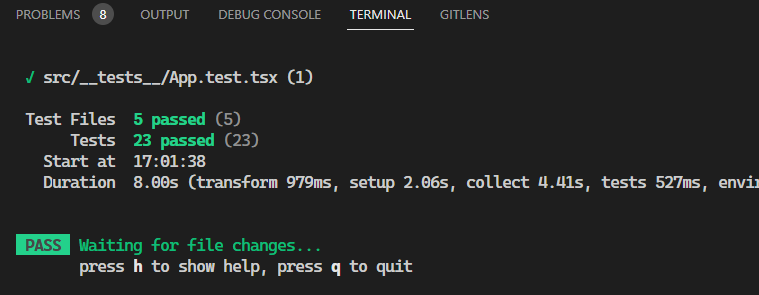 PROBLEMS 8 OUTPUT DEBUG CONSOLE TERMINAL GITLENS
✓ src/__tests__/App.test.tsx (1)
Test Files 5 passed (5)
Tests 23 passed (23)
Start at 17:01:38
Duration 8.00s (transform 979ms, setup 2.06s, collect 4.41s, tests 527ms,
PASS Waiting for file changes...
press h to show help, press q to quit